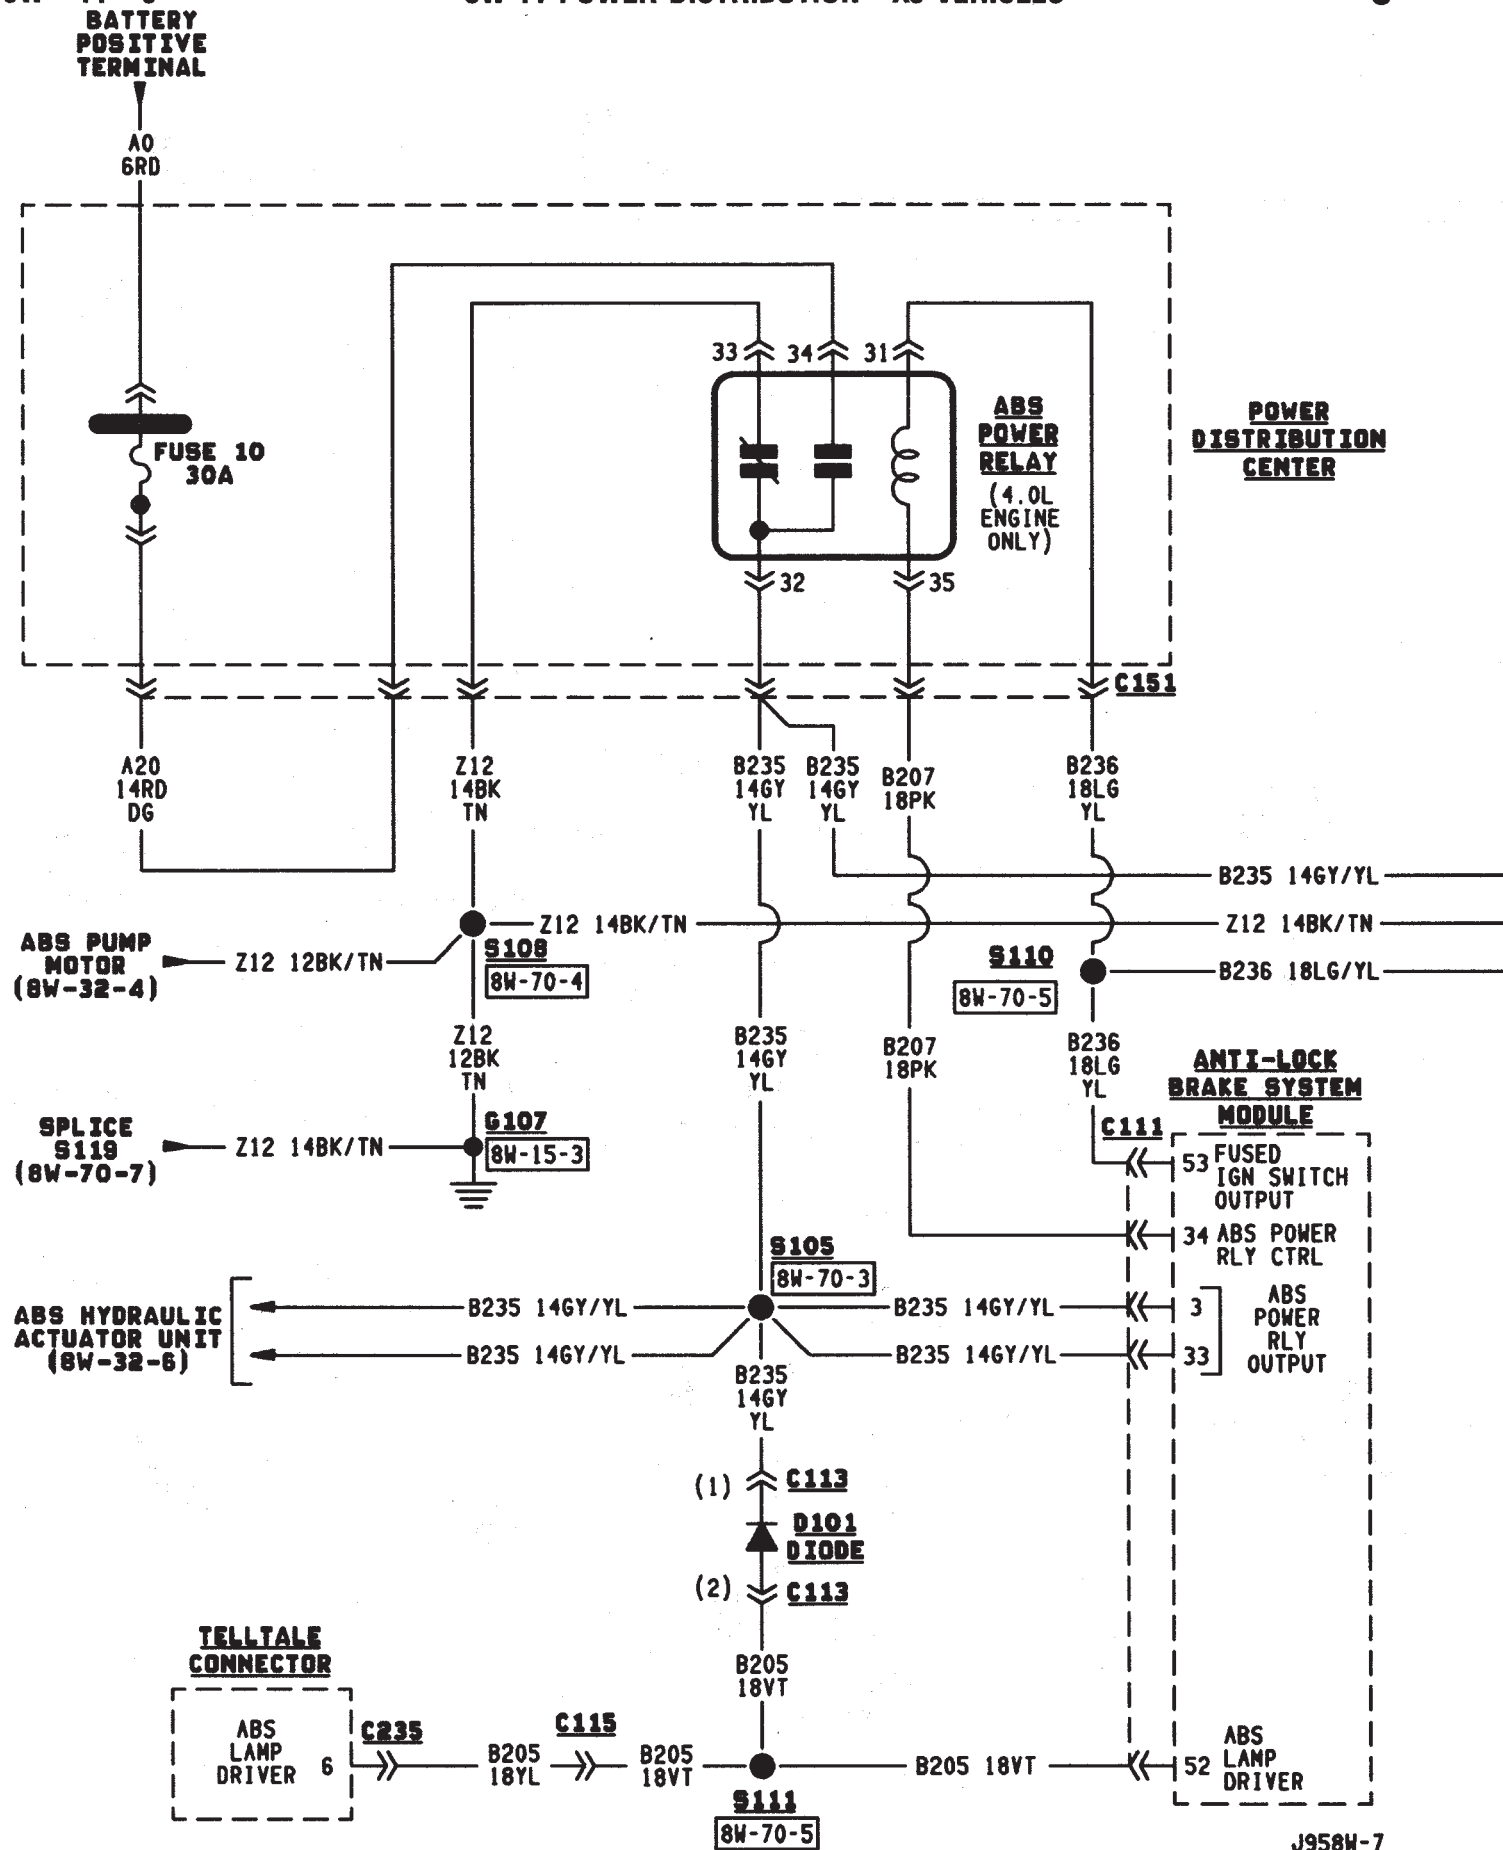 BATTERY
POSITIVE
TERMINAL
A0
6RD
33
34
31
ABS
POWER
RELAY
(4.0L
ENGINE
ONLY)
POWER
DISTRIBUTION
CENTER
FUSE 10
30A
32
35
C151
A20
14RD
DG
Z12
14BK
TN
B235
14GY
YL
B235
14GY
YL
B207
18PK
B236
18LG
YL
B235 14GY/YL
Z12 14BK/TN
Z12 14BK/TN
ABS PUMP
MOTOR
(8W-32-4)
Z12 12BK/TN
S108
8W-70-4
S110
8W-70-5
B236 18LG/YL
Z12
12BK
TN
B235
14GY
YL
B207
18PK
B236
18LG
YL
ANTI-LOCK
BRAKE SYSTEM
MODULE
SPLICE
S119
(8W-70-7)
Z12 14BK/TN
G107
8W-15-3
C111
53 FUSED
IGN SWITCH
OUTPUT
34 ABS POWER
RLY CTRL
S105
8W-70-3
ABS HYDRAULIC
ACTUATOR UNIT
(8W-32-6)
B235 14GY/YL
B235 14GY/YL
B235 14GY/YL
B235 14GY/YL
3
33
ABS
POWER
RLY
OUTPUT
B235
14GY
YL
(1)
C113
D101
DIODE
(2)
C113
B205
18VT
TELLTALE
CONNECTOR
ABS
LAMP
DRIVER
6
C235
B205
18YL
C115
B205
18VT
S111
8W-70-5
B205 18VT
52
ABS
LAMP
DRIVER
J958W-7